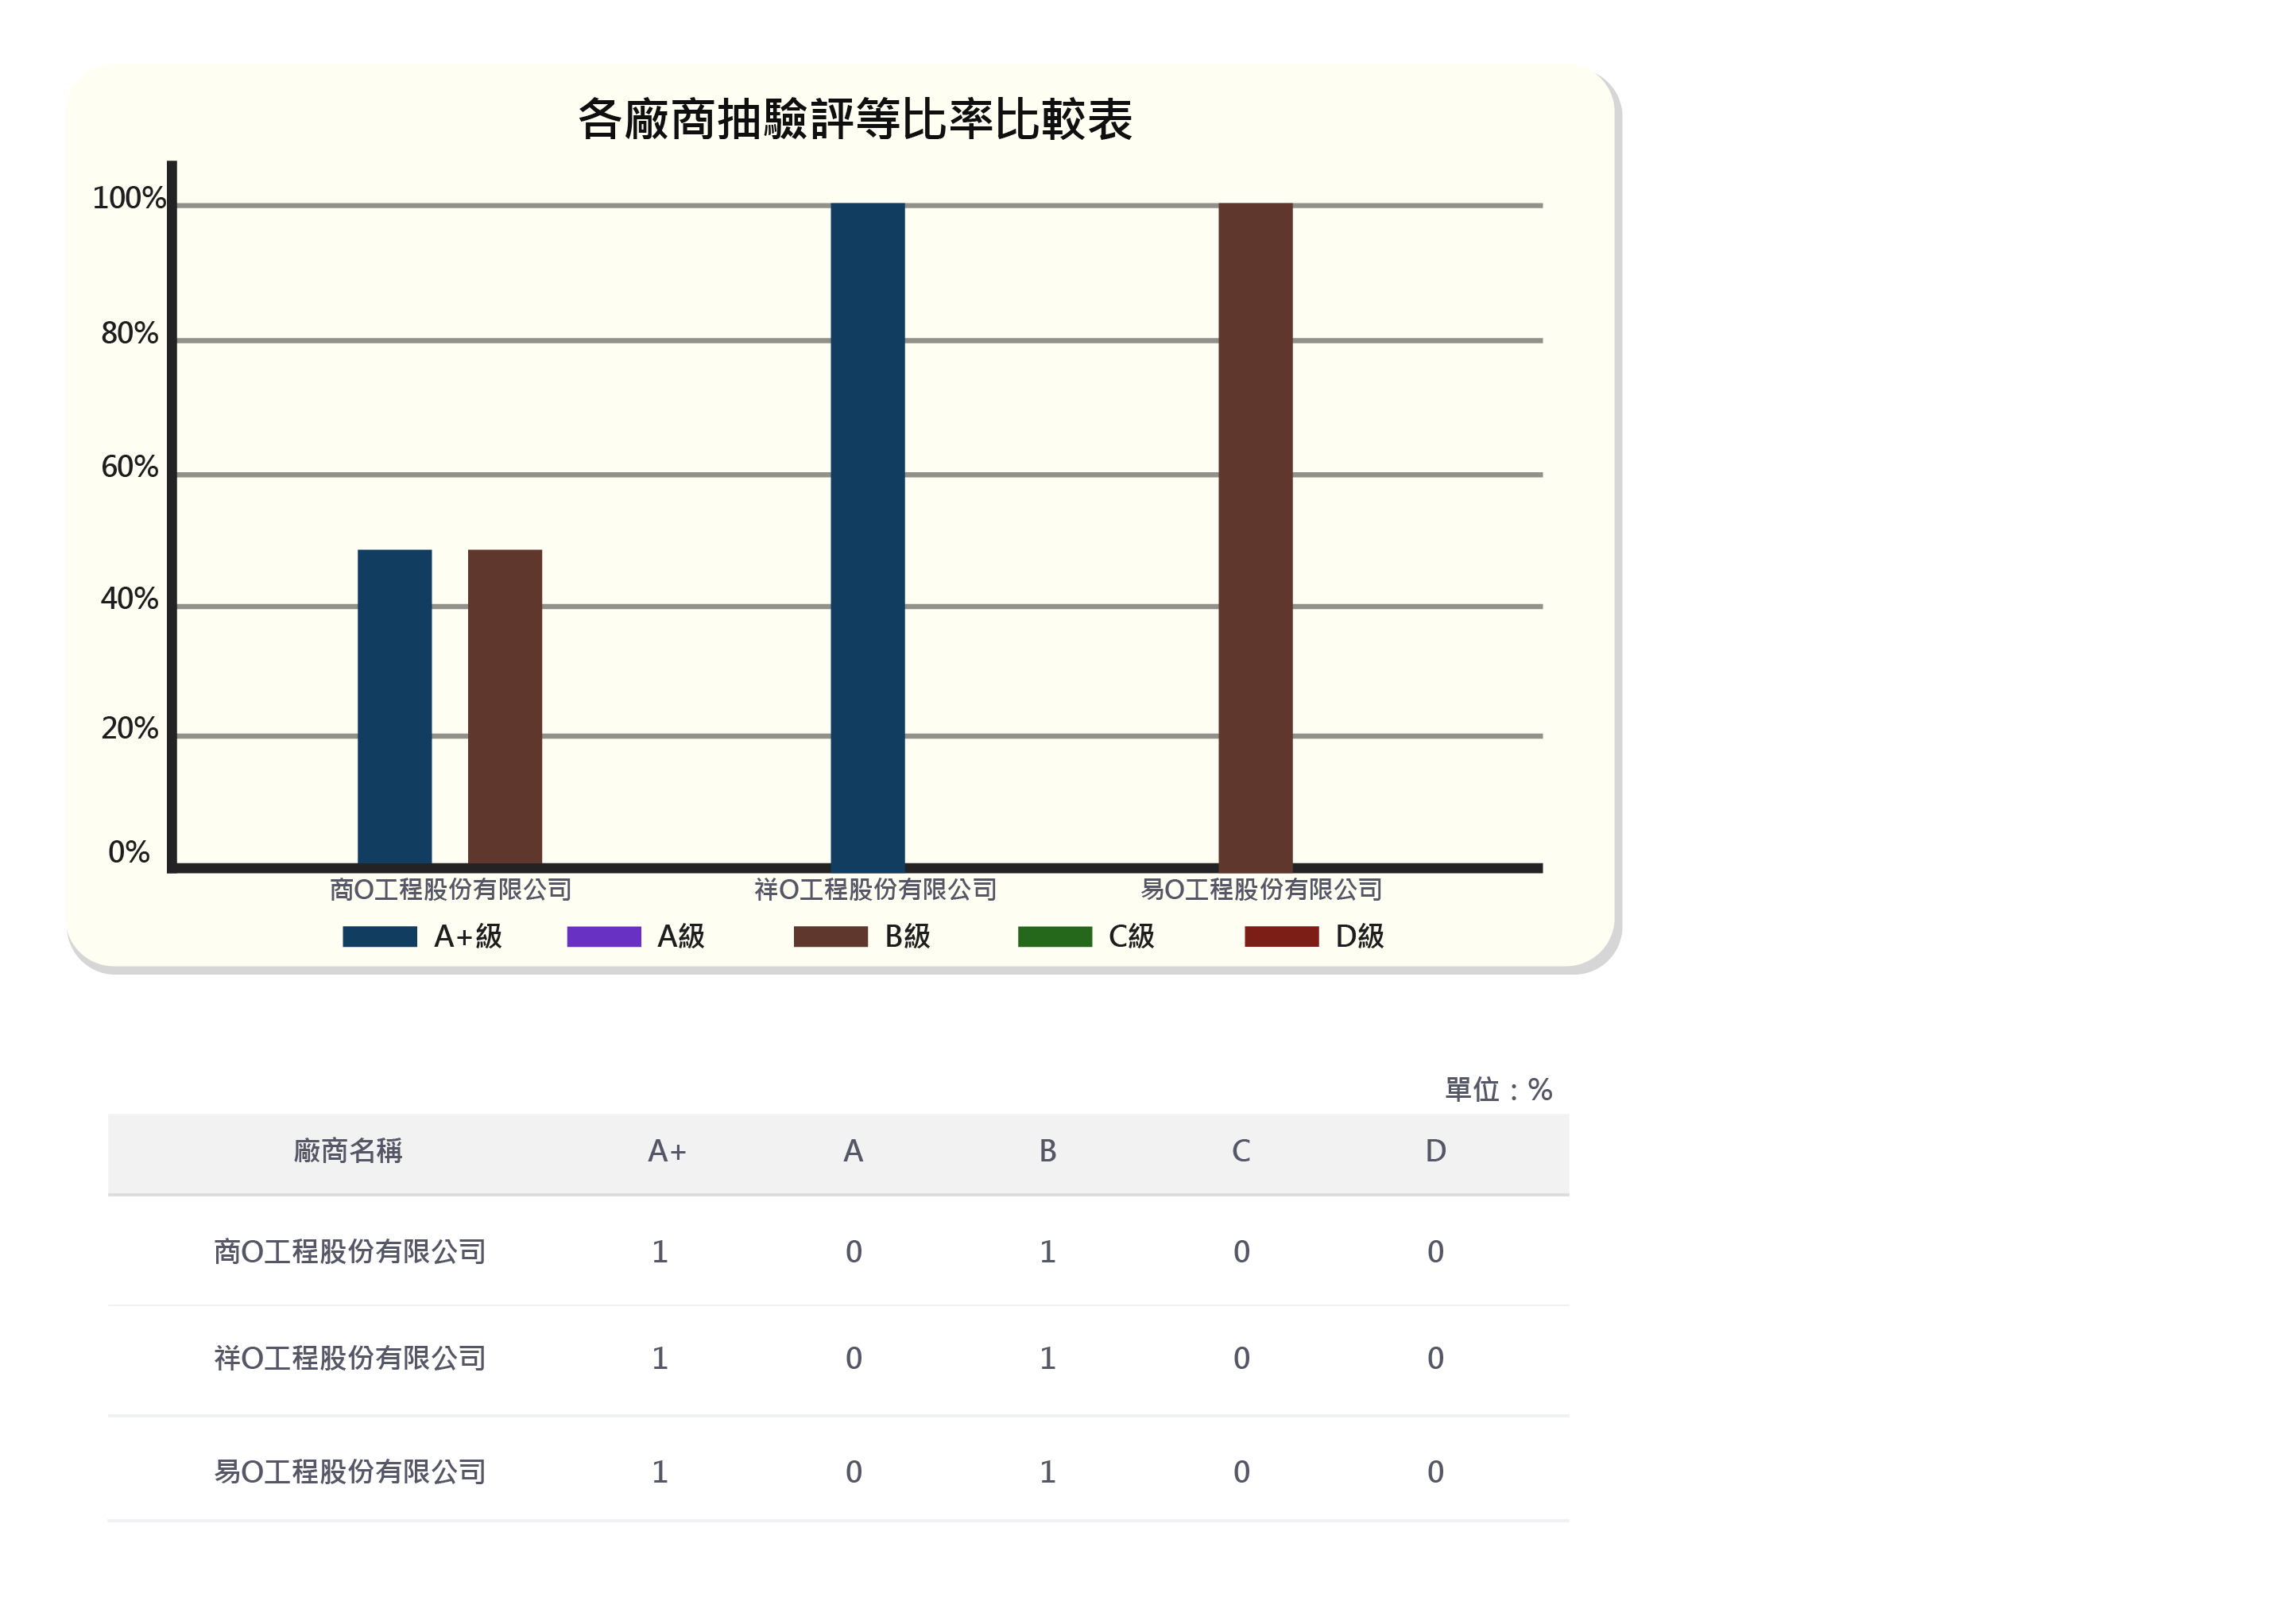 各廠商抽驗評等比率比較表
100%
80%
60%
40%
20%
0%
商O工程股份有限公司 祥O工程股份有限公司 易O工程股份有限公司
A+級 A級 B級 C級 D級
單位：%
廠商名稱 A+ A B C D
商O工程股份有限公司 1 0 1 0 0
祥O工程股份有限公司 1 0 1 0 0
易O工程股份有限公司 1 0 1 0 0